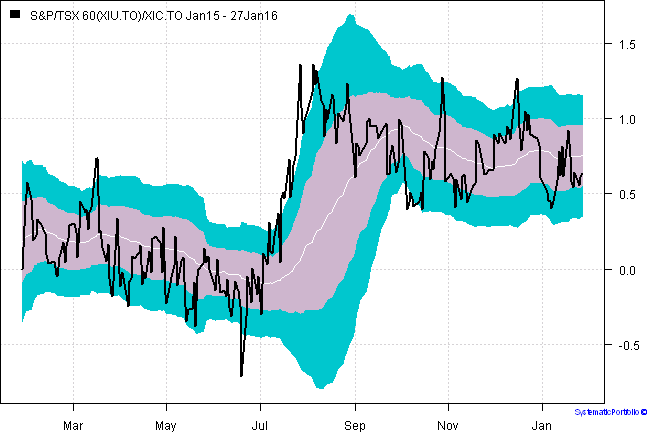 S&P/TSX 60(XIU.TO)/XIC.TO Jan15 - 27Jan16
1.5
1.0
0.5
0.0
-0.5
Mar May Jul Sep Nov Jan
SystematicPortfolio ©